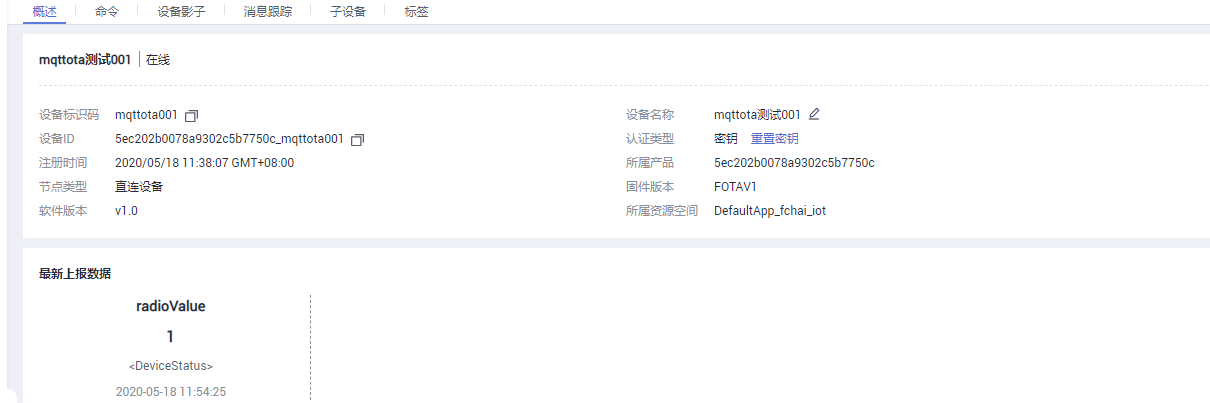 概述 命令 设备影子 消息跟踪 子设备 标签
mqttota测试001 在线
设备标识码 mqttota001 设备名称 mqttota测试001
设备ID 5ec202b0078a9302c5b7750c_mqttota001 认证类型 密钥 重置密钥
注册时间 2020/05/18 11:38:07 GMT+08:00 所属产品 5ec202b0078a9302c5b7750c
节点类型 直连设备 固件版本 FOTAV1
软件版本 v1.0 所属资源空间 DefaultApp_fchai_iot
最新上报数据
radioValue
1
<DeviceStatus>
2020-05-18 11:54:25